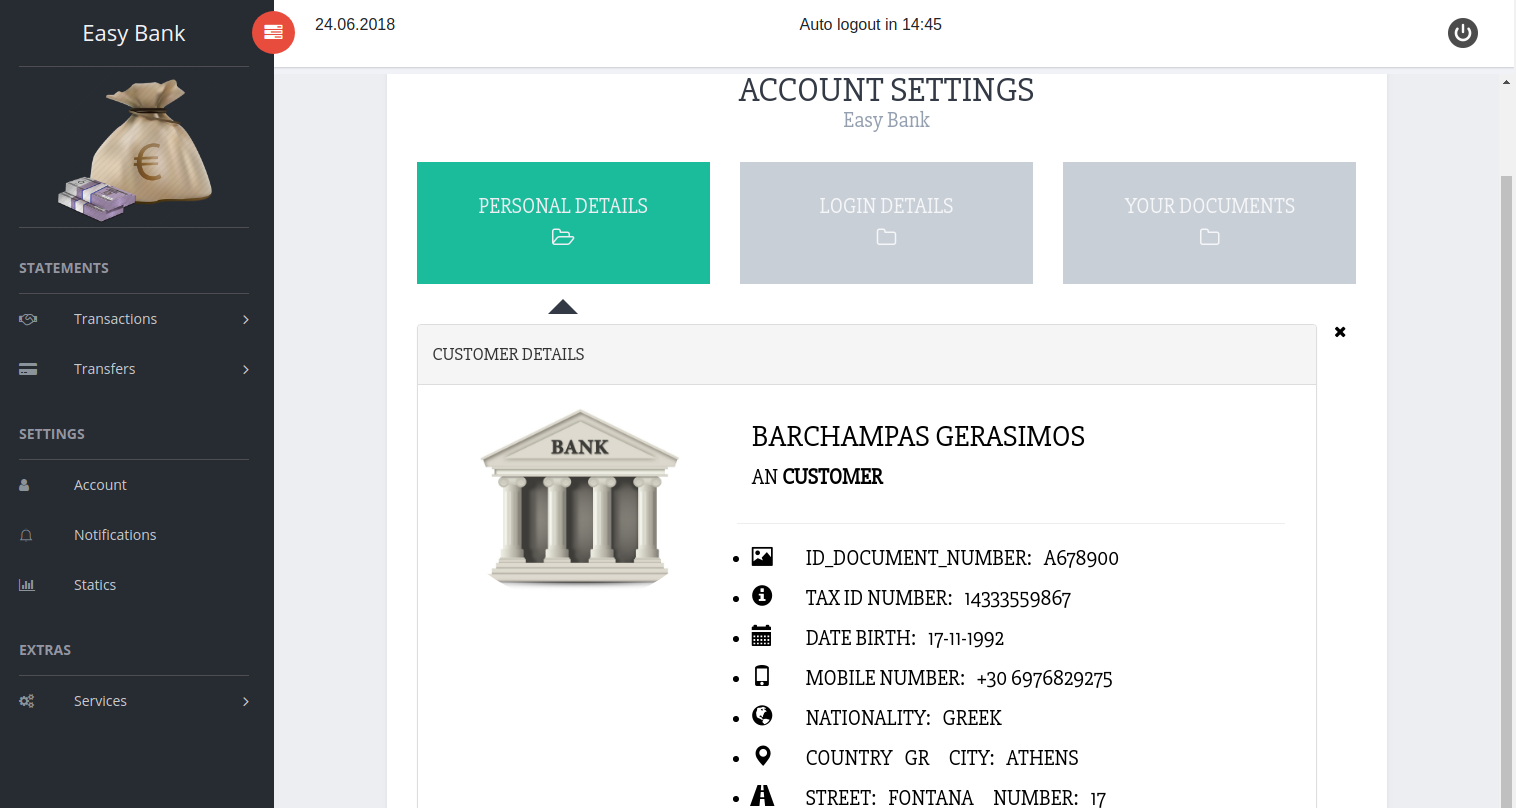 Easy Bank
24.06.2018
Auto logout in 14:45
€
STATEMENTS
Transactions
Transfers
SETTINGS
Account
Notifications
Statics
EXTRAS
Services
ACCOUNT SETTINGS
Easy Bank
PERSONAL DETAILS
LOGIN DETAILS
YOUR DOCUMENTS
CUSTOMER DETAILS
BANK
BARCHAMPAS GERASIMOS
AN CUSTOMER
ID_DOCUMENT_NUMBER: A678900
TAX ID NUMBER: 14333559867
DATE BIRTH: 17-11-1992
MOBILE NUMBER: +30 6976829275
NATIONALITY: GREEK
COUNTRY GR CITY: ATHENS
STREET: FONTANA NUMBER: 17